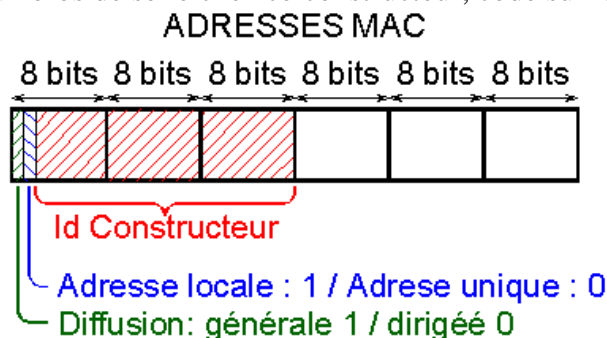 ADRESSES MAC
8 bits 8 bits 8 bits 8 bits 8 bits 8 bits
Id Constructeur
Adresse locale : 1 / Adrese unique : 0
Diffusion: générale 1 / dirigéé 0